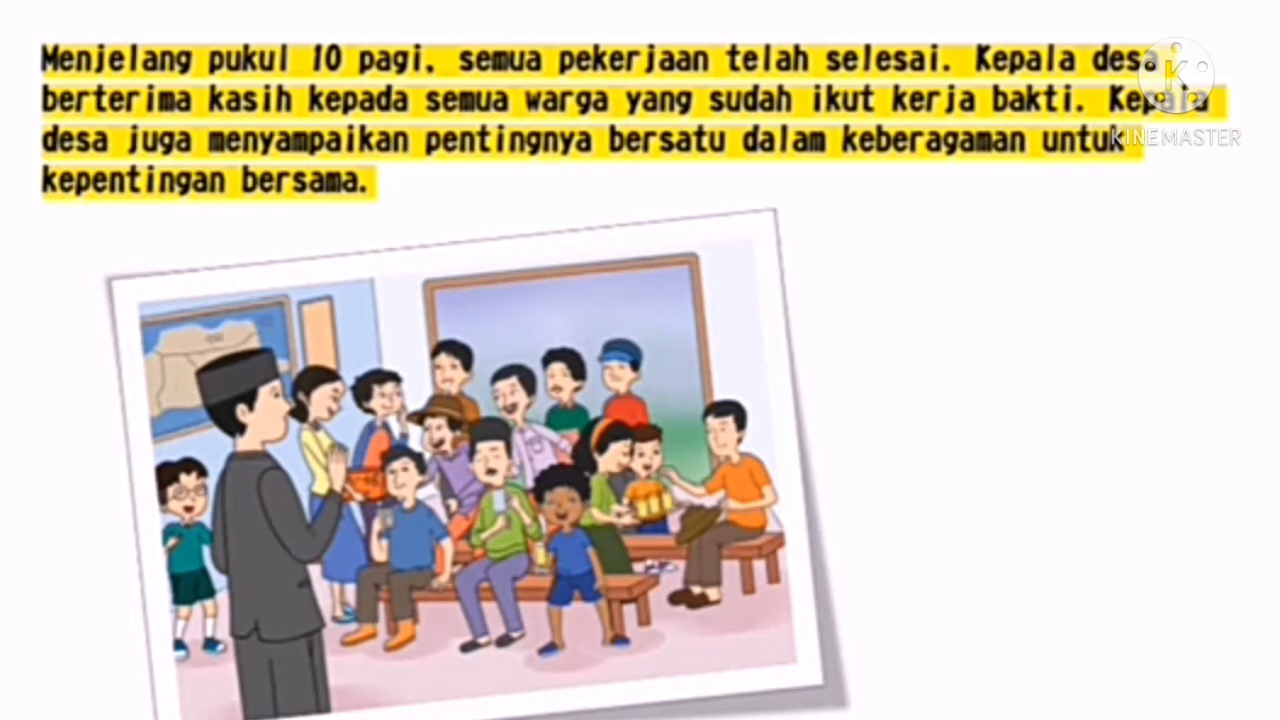 Menjelang pukul 10 pagi, semua pekerjaan telah selesai. Kepala desa
berterima kasih kepada semua warga yang sudah ikut kerja bakti. Kepala
desa juga menyampaikan pentingnya bersatu dalam keberagaman untuk
kepentingan bersama.
K
KINEMASTER